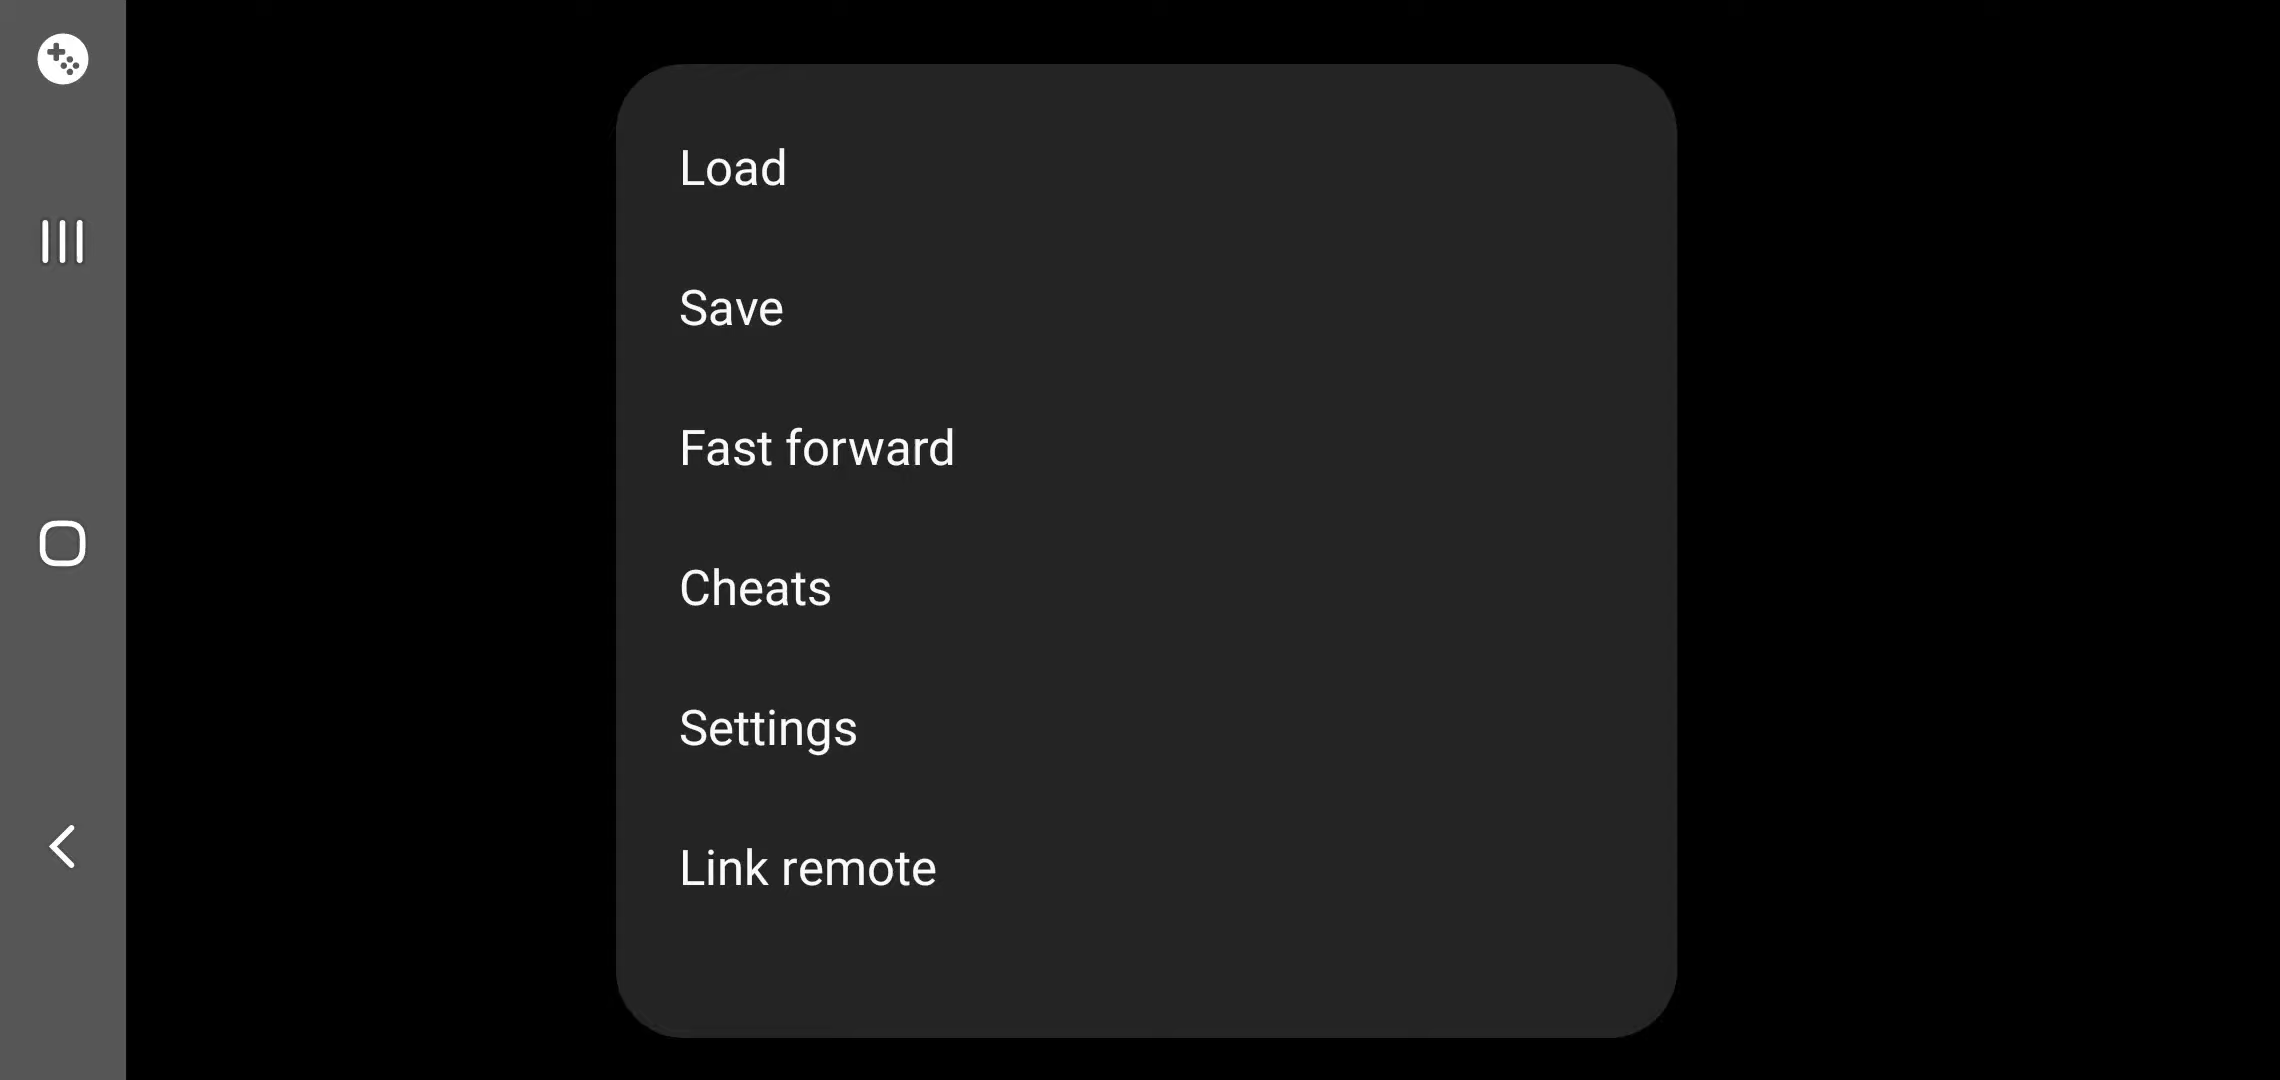 Load
Save
Fast forward
Cheats
Settings
Link remote